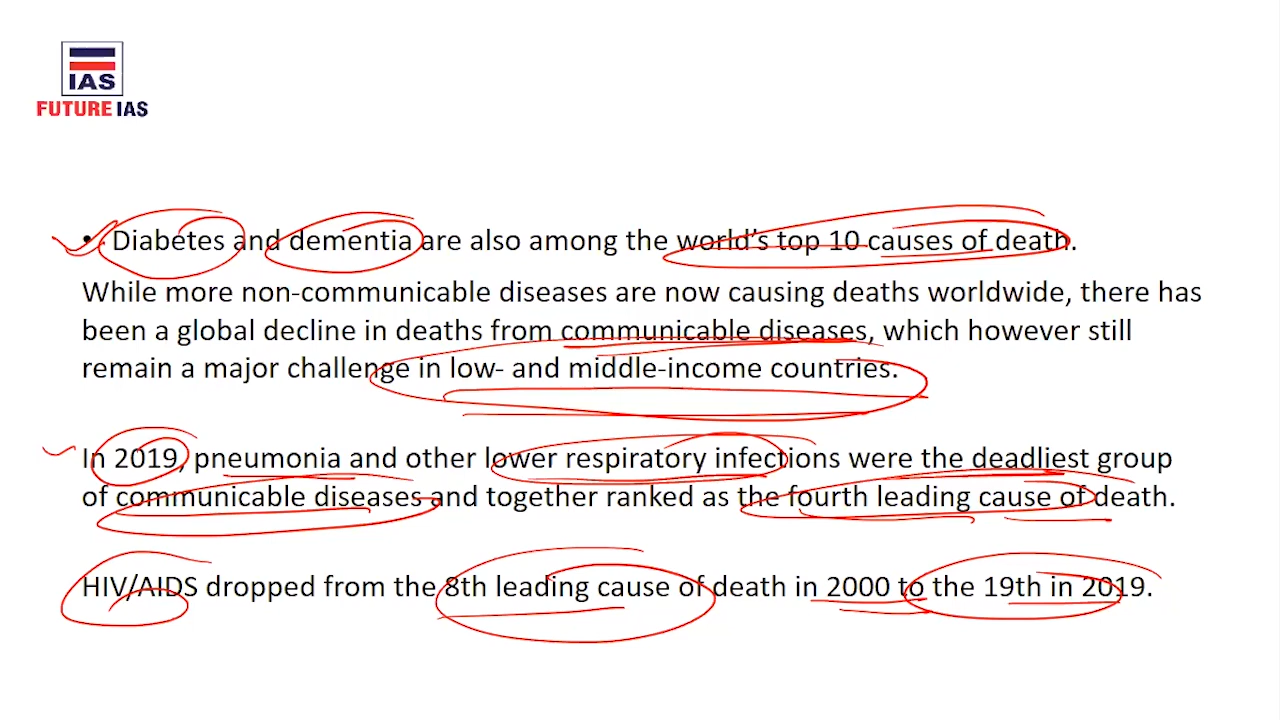 IAS
FUTURE IAS
• Diabetes and dementia are also among the world's top 10 causes of death.
While more non-communicable diseases are now causing deaths worldwide, there has
been a global decline in deaths from communicable diseases, which however still
remain a major challenge in low- and middle-income countries.
In 2019, pneumonia and other lower respiratory infections were the deadliest group
of communicable diseases and together ranked as the fourth leading cause of death.
HIV/AIDS dropped from the 8th leading cause of death in 2000 to the 19th in 2019.